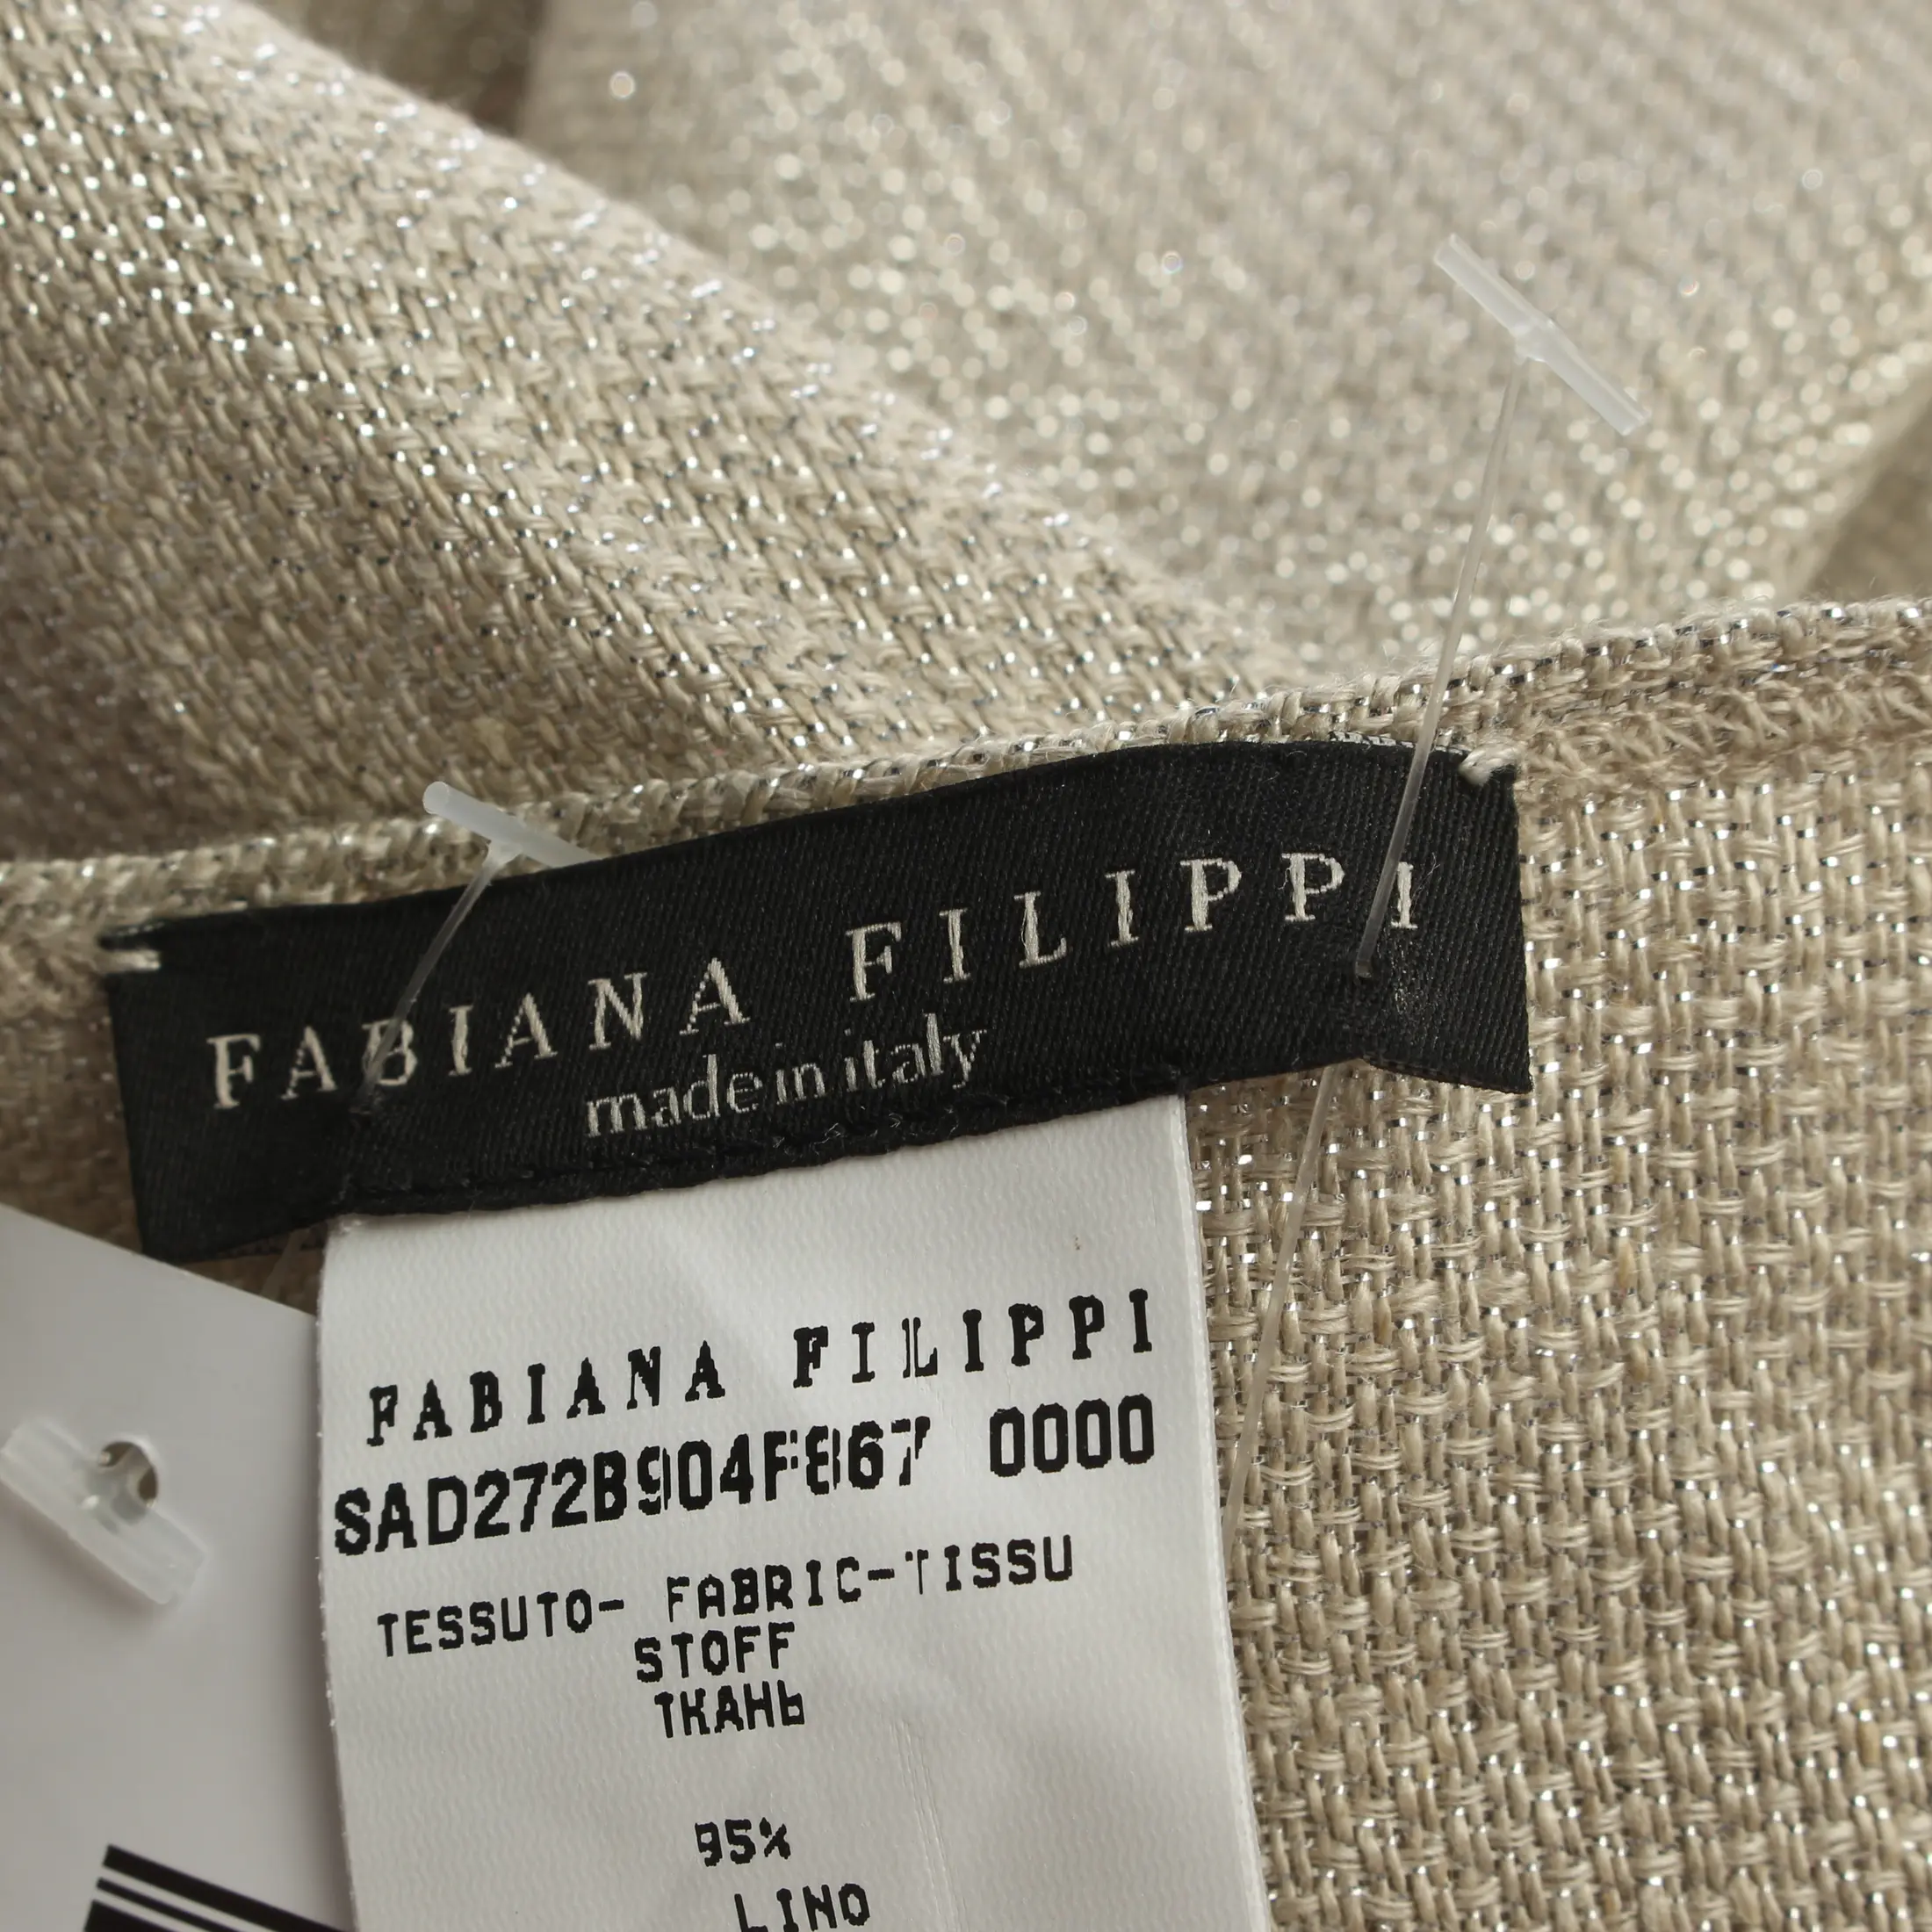 FABIANA FILIPPI
made in italy
FABIANA FILIPPI
SAD272B904F867 0000
TESSUTO- FABRIC-TISSU
STOFF
ТКАНЬ
95%
LINO